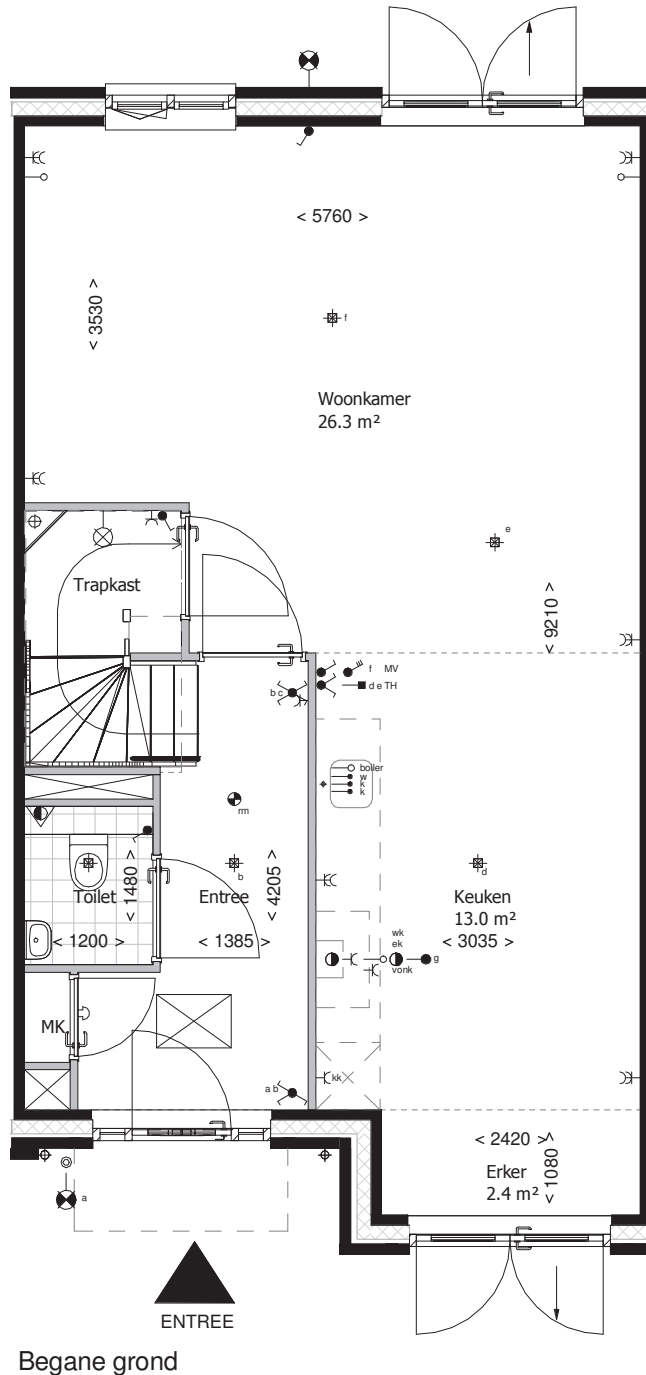 < 5760 >
< 3530 >
f
Woonkamer
26.3 m²
e
Trapkast
< 9210 >
f MV
b c
d e TH
boiler
w
k
k
rm
b
d
Toilet
< 1480 >
Entree
< 4205 >
Keuken
13.0 m²
< 1200 >
< 1385 >
< 3035 >
wk
ek
vonk
g
MK
kk
a b
< 2420 >
Erker
2.4 m²
< 1080 >
a
ENTREE
Begane grond